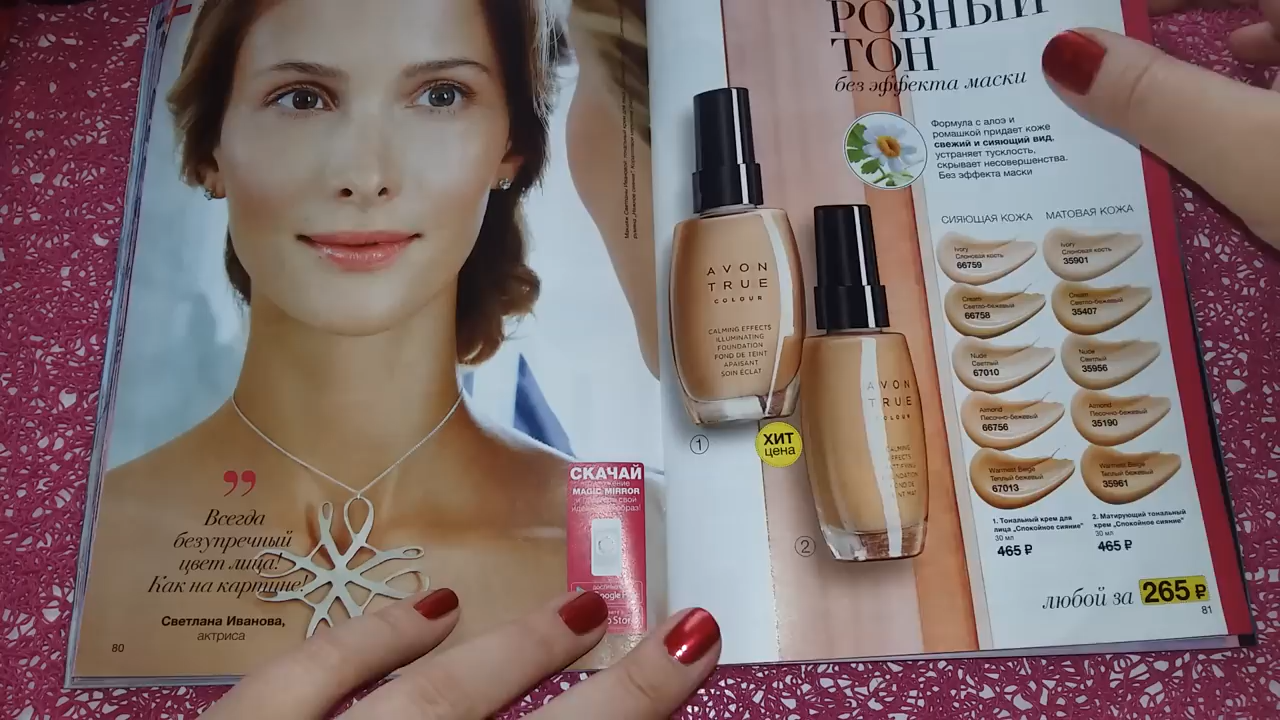 Всегда
безупречный
цвет лица!
Как на картине!
Светлана Иванова,
актриса
80
СКАЧАЙ
MAGIC MIRROR
РОВНЫЙ
ТОН
без эффекта маски
Формула с алоэ и
ромашкой придает коже
свежий и сияющий вид,
устраняет тусклость,
скрывает несовершенства.
Без эффекта маски
AVON
TRUE
COLOUR
CALMING EFFECTS
ILLUMINATING
FOUNDATION
FOND DE TEINT
APAISANT
SOIN ÉCLAT
1
ХИТ
цена
AVON
TRUE
COLOUR
CALMING
EFFECTS
2
СИЯЮЩАЯ КОЖА
Ivory
Слоновая кость
66759
Cream
Светло-бежевый
66758
Nude
Светлый
67010
Almond
Песочно-бежевый
66756
Warmest Beige
Теплый бежевый
67013
МАТОВАЯ КОЖА
Ivory
Слоновая кость
35901
Cream
Светло-бежевый
35407
Nude
Светлый
35956
Almond
Песочно-бежевый
35190
Warmest Beige
Теплый бежевый
35961
1. Тональный крем для
лица „Спокойное сияние“
30 мл
465 ₽
2. Матирующий тональный
крем „Спокойное сияние“
30 мл
465 ₽
любой за 265 ₽
81